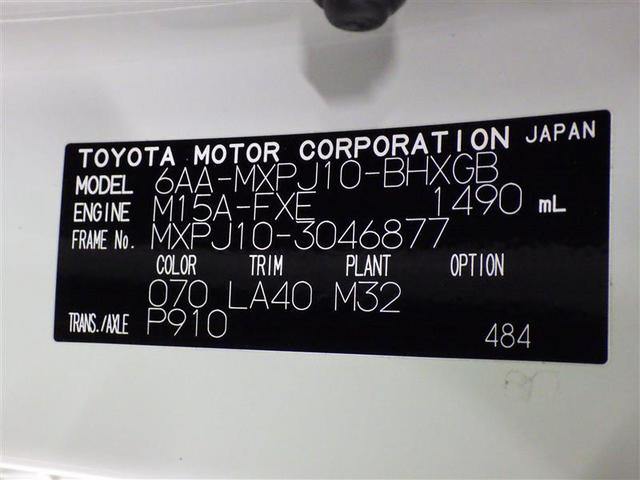 TOYOTA MOTOR CORPORATION JAPAN
MODEL 6AA-MXPJ10-BHXGB
ENGINE M15A-FXE 1490 mL
FRAME No. MXPJ10-3046877
COLOR TRIM PLANT OPTION
070 LA40 M32
TRANS./AXLE P910 484